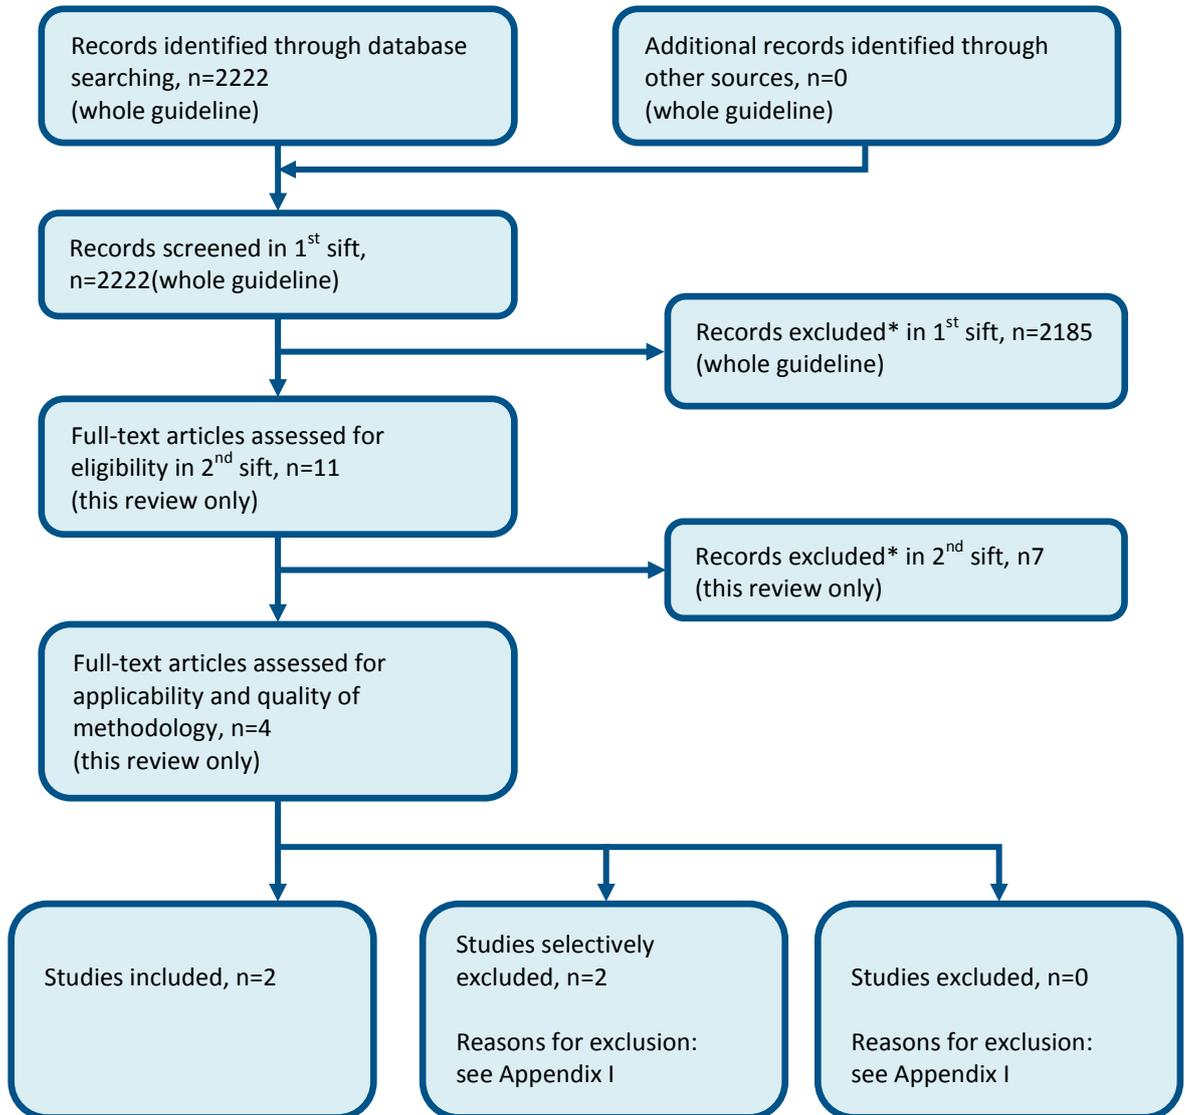 Records identified through database
searching, n=2222
(whole guideline)
Additional records identified through
other sources, n=0
(whole guideline)
Records screened in 1st sift,
n=2222(whole guideline)
Records excluded* in 1st sift, n=2185
(whole guideline)
Full-text articles assessed for
eligibility in 2nd sift, n=11
(this review only)
Records excluded* in 2nd sift, n7
(this review only)
Full-text articles assessed for
applicability and quality of
methodology, n=4
(this review only)
Studies included, n=2
Studies selectively
excluded, n=2
Reasons for exclusion:
see Appendix I
Studies excluded, n=0
Reasons for exclusion:
see Appendix I